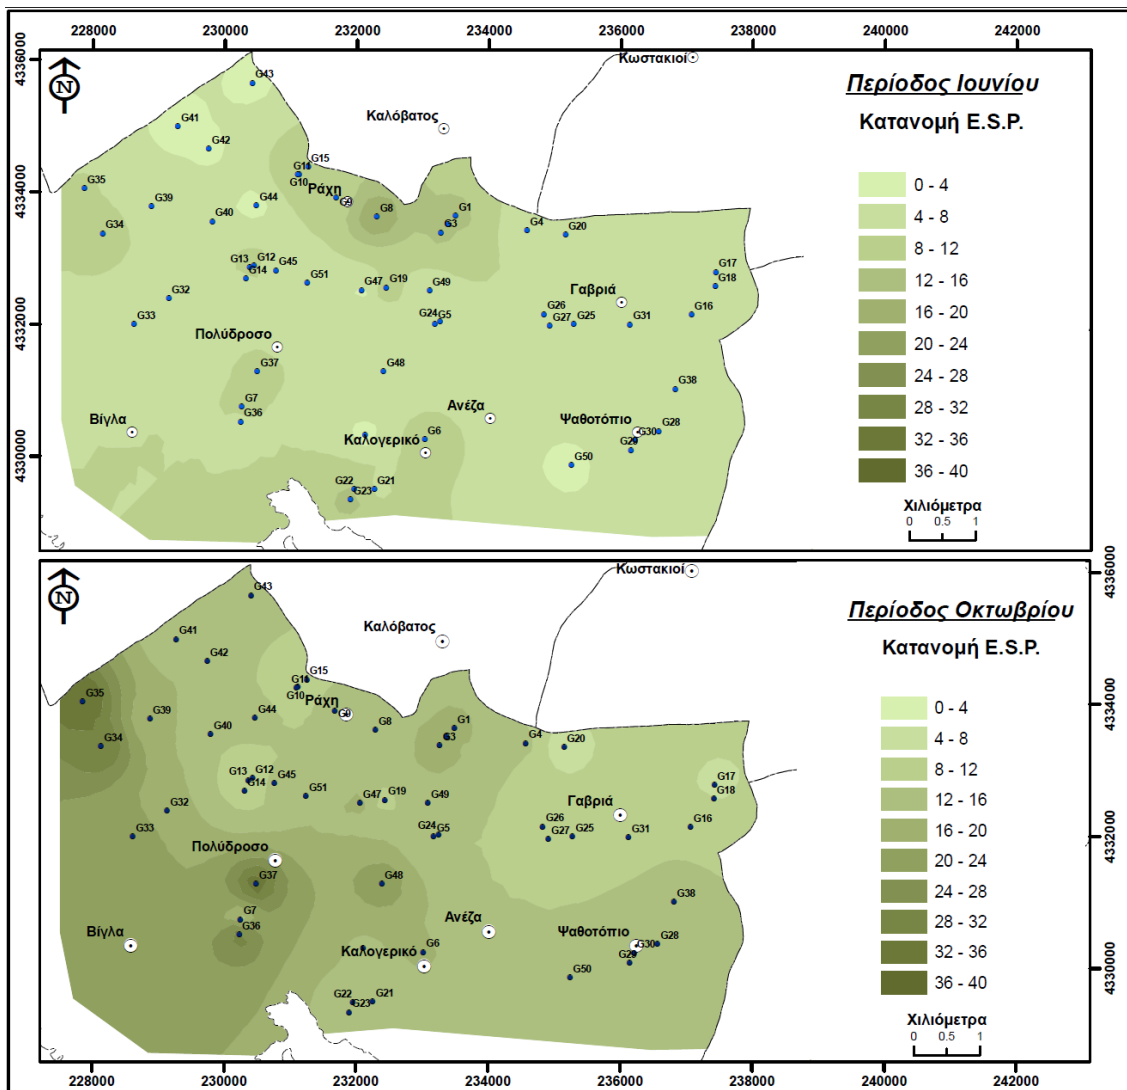 228000 230000 232000 234000 236000 238000 240000 242000
4336000
4334000
4332000
4330000
N
Περίοδος Ιουνίου
Κατανομή E.S.P.
0 - 4
4 - 8
8 - 12
12 - 16
16 - 20
20 - 24
24 - 28
28 - 32
32 - 36
36 - 40
Χιλιόμετρα
0 0.5 1
Κωστακιοί
G43
Καλόβατος
G41
G42
G15
G11
G10
G35
Ράχη
G9
G39
G44
G40
G8
G1
G3
G4
G20
G34
G13 G12 G45
G14
G51
G47 G19 G49
G17
G18
Γαβριά
G32
G33
G24 G5
G26
G27 G25
G31
G16
Πολύδροσο
G37
G48
G38
G7
G36
Βίγλα
Ανέζα
Ψαθοτόπιο
G28
G30
G29
Καλογερικό
G6
G50
G22 G21
G23
N
Περίοδος Οκτωβρίου
Κατανομή E.S.P.
0 - 4
4 - 8
8 - 12
12 - 16
16 - 20
20 - 24
24 - 28
28 - 32
32 - 36
36 - 40
Χιλιόμετρα
0 0.5 1
4336000
4334000
4332000
4330000
Κωστακιοί
G43
Καλόβατος
G41
G42
G15
G11
G10
G35
Ράχη
G9
G39
G44
G40
G8
G1
G3
G4
G20
G34
G13 G12 G45
G14
G51
G47 G19 G49
G17
G18
Γαβριά
G32
G33
G24 G5
G26
G27 G25
G31
G16
Πολύδροσο
G37
G48
G38
G7
G36
Βίγλα
Ανέζα
Ψαθοτόπιο
G28
G30
G29
Καλογερικό
G6
G50
G22 G21
G23
228000 230000 232000 234000 236000 238000 240000 242000